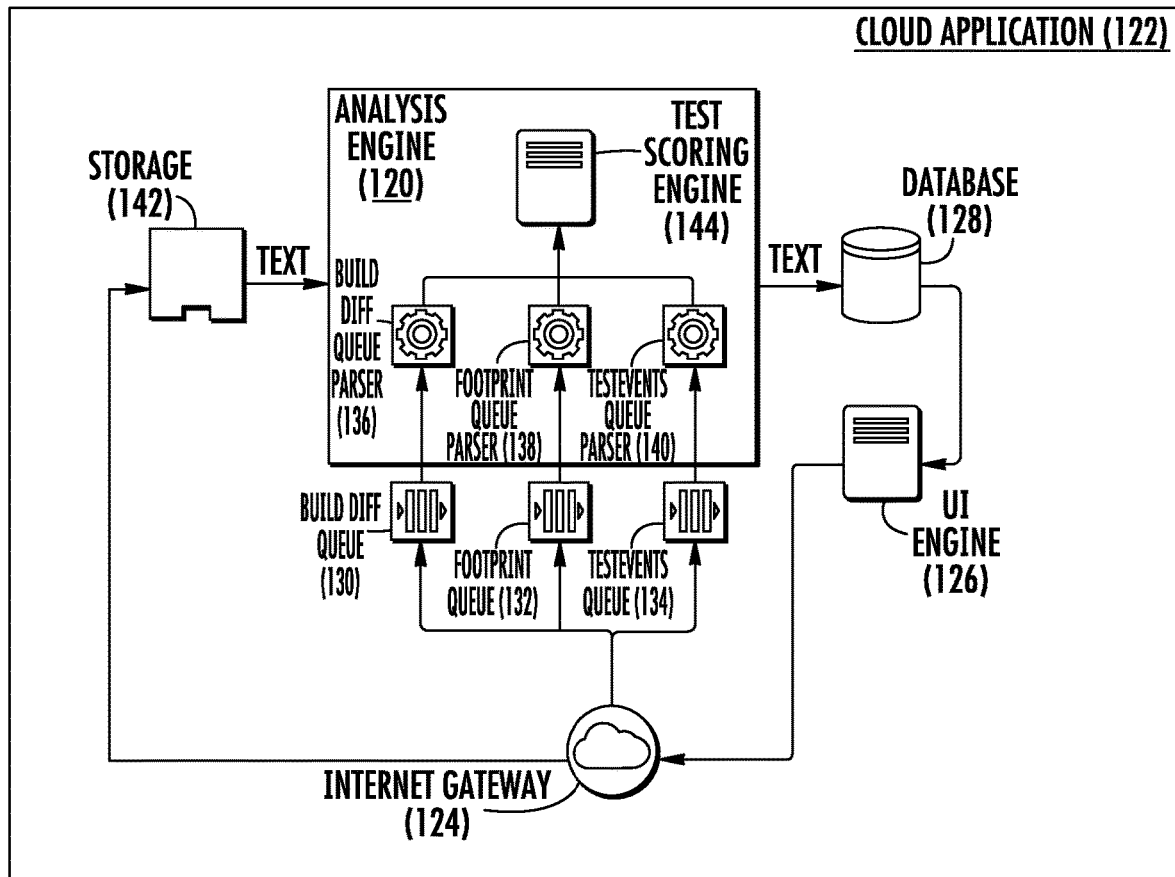 CLOUD APPLICATION (122)
ANALYSIS
ENGINE
(120)
TEST
SCORING
ENGINE
(144)
STORAGE
(142)
TEXT
DATABASE
(128)
TEXT
BUILD
DIFF
QUEUE
PARSER
(136)
FOOTPRINT
QUEUE
PARSER (138)
TESTEVENTS
QUEUE
PARSER (140)
BUILD DIFF
QUEUE
(130)
FOOTPRINT
QUEUE (132)
TESTEVENTS
QUEUE (134)
UI
ENGINE
(126)
INTERNET GATEWAY
(124)